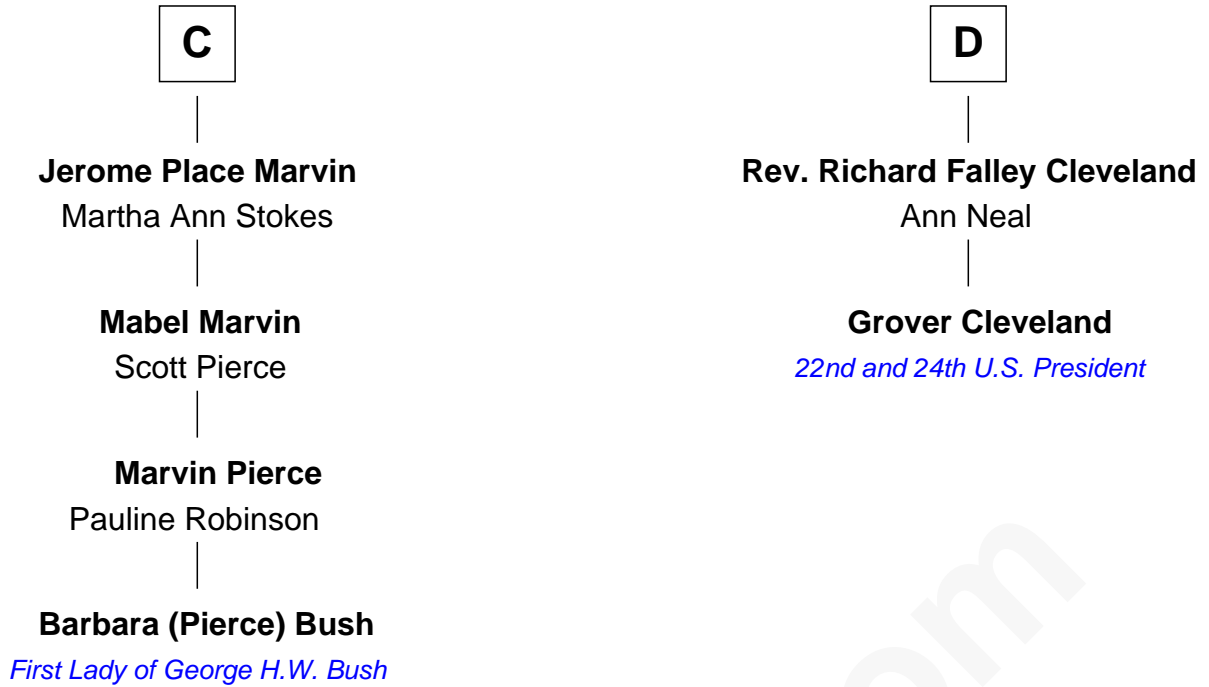 C
Jerome Place Marvin
Martha Ann Stokes
Mabel Marvin
Scott Pierce
Marvin Pierce
Pauline Robinson
Barbara (Pierce) Bush
First Lady of George H.W. Bush
D
Rev. Richard Falley Cleveland
Ann Neal
Grover Cleveland
22nd and 24th U.S. President
om